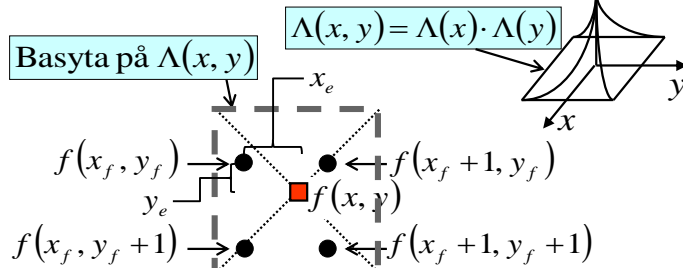 Λ(x, y) = Λ(x)·Λ(y)
Basyta på Λ(x, y)
x_e
y
x
f(x_f, y_f)
f(x_f + 1, y_f)
y_e
f(x, y)
f(x_f, y_f + 1)
f(x_f + 1, y_f + 1)